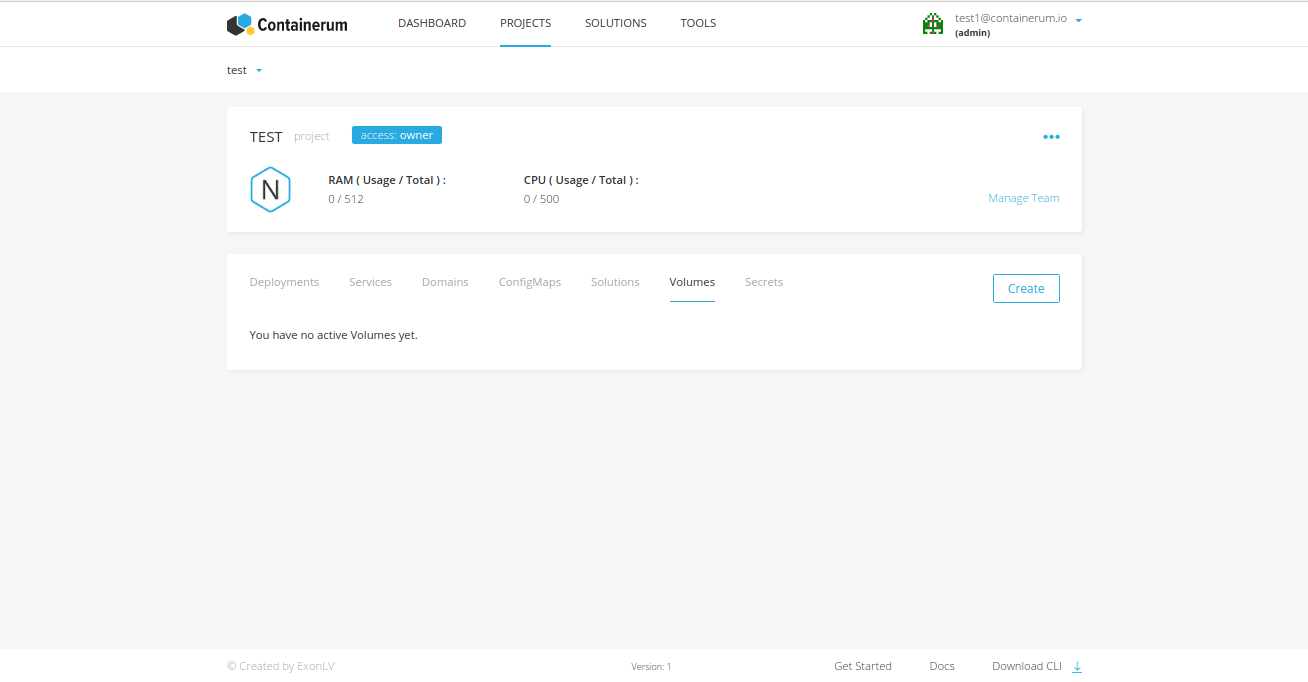 Containerum DASHBOARD PROJECTS SOLUTIONS TOOLS test1@containerum.io
(admin)
test
TEST project access: owner
N
RAM ( Usage / Total ) : CPU ( Usage / Total ) :
0 / 512 0 / 500
Manage Team
Deployments Services Domains ConfigMaps Solutions Volumes Secrets Create
You have no active Volumes yet.
© Created by ExonLV Version: 1 Get Started Docs Download CLI